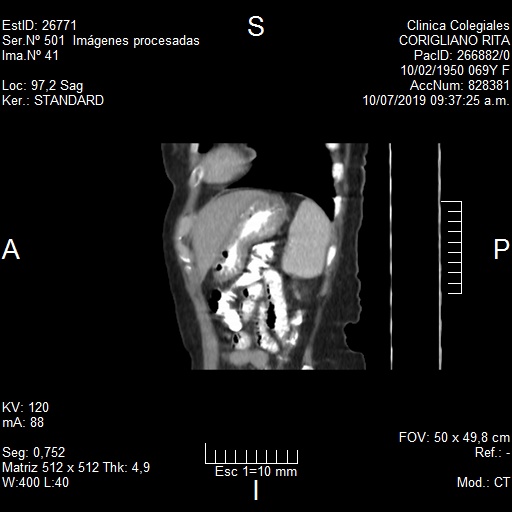 EstID: 26771
Ser.Nº 501 Imágenes procesadas
Ima.Nº 41
Loc: 97,2 Sag
Ker.: STANDARD
S
Clinica Colegiales
CORIGLIANO RITA
PacID: 266882/0
10/02/1950 069Y F
AccNum: 828381
10/07/2019 09:37:25 a.m.
A
P
KV: 120
mA: 88
Seg: 0,752
Matriz 512 x 512 Thk: 4,9
W:400 L:40
Esc 1=10 mm
I
FOV: 50 x 49,8 cm
Ref.: -
Mod.: CT